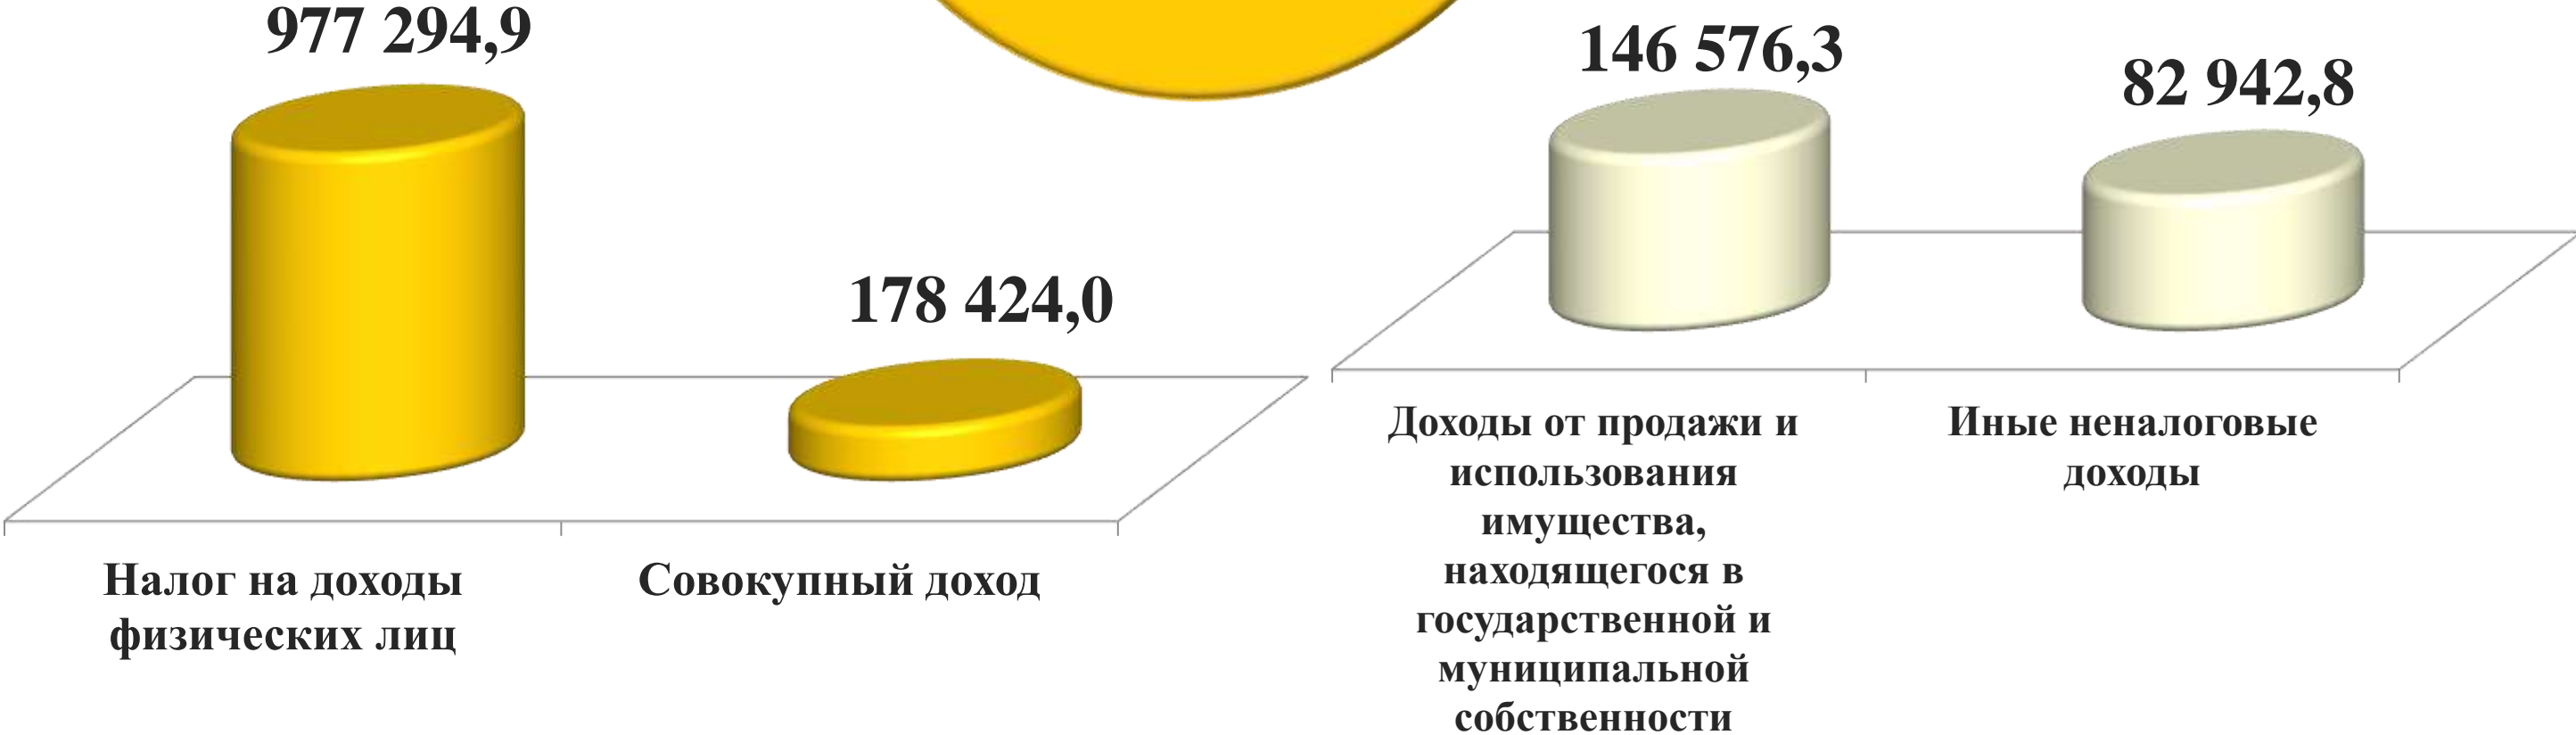 977 294,9
178 424,0
Налог на доходы
физических лиц
Совокупный доход
146 576,3
82 942,8
Доходы от продажи и
использования
имущества,
находящегося в
государственной и
муниципальной
собственности
Иные неналоговые
доходы